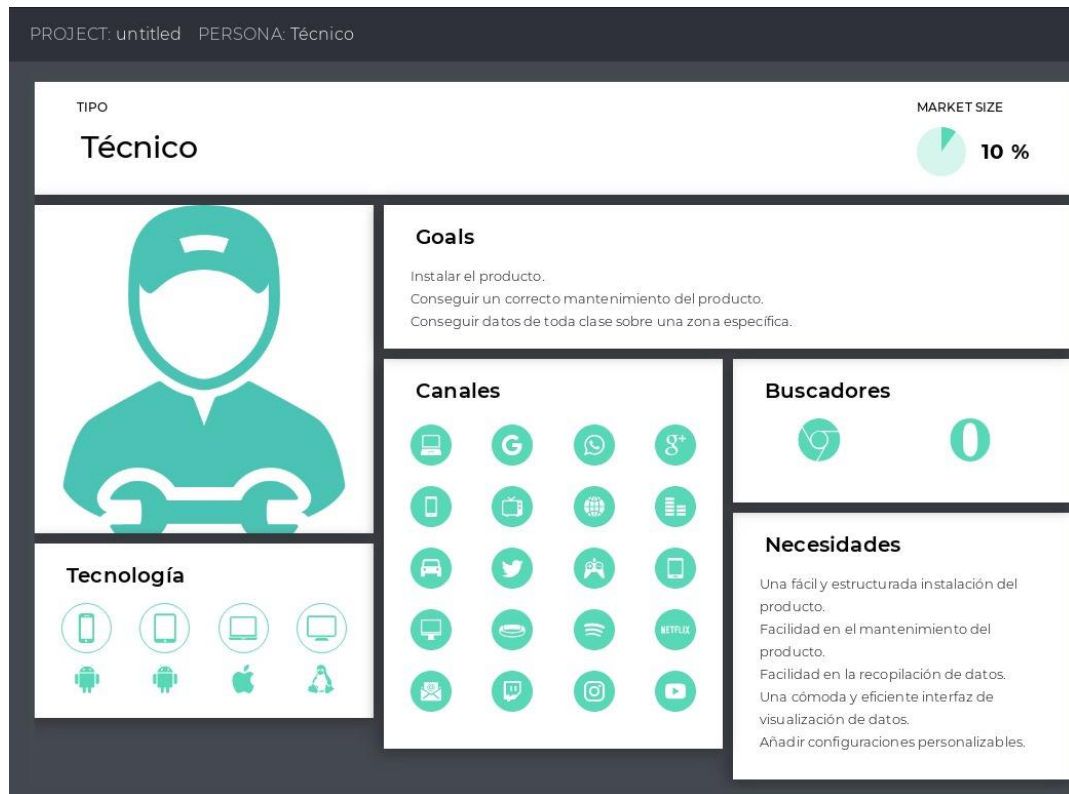 PROJECT: untitled PERSONA: Técnico
TIPO
Técnico
MARKET SIZE
10 %
Goals
Instalar el producto.
Conseguir un correcto mantenimiento del producto.
Conseguir datos de toda clase sobre una zona específica.
Canales
G
g+
NETFLIX
Buscadores
Necesidades
Una fácil y estructurada instalación del
producto.
Facilidad en el mantenimiento del
producto.
Facilidad en la recopilación de datos.
Una cómoda y eficiente interfaz de
visualización de datos.
Añadir configuraciones personalizables.
Tecnología